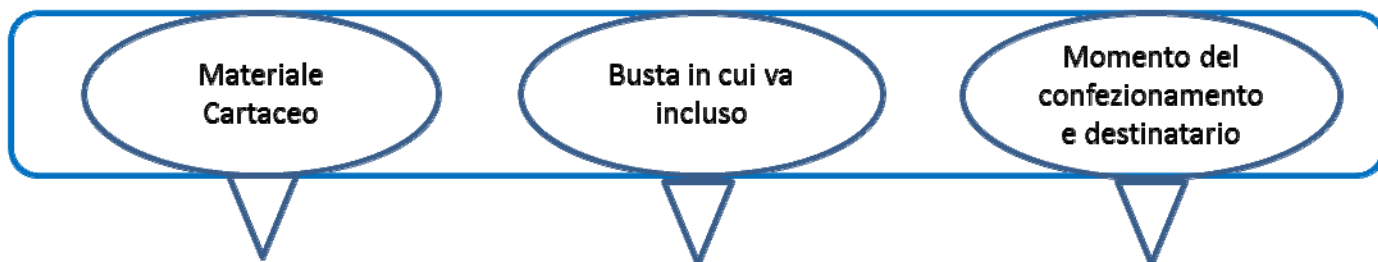 Materiale
Cartaceo
Busta in cui va
incluso
Momento del
confezionamento
e destinatario